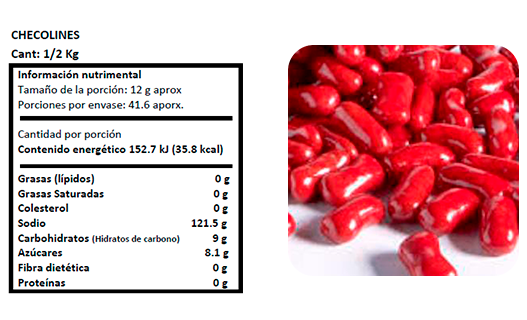 CHECOLINES
Cant: 1/2 Kg
Información nutrimental
Tamaño de la porción: 12 g aprox
Porciones por envase: 41.6 aporx.
Cantidad por porción
Contenido energético 152.7 kJ (35.8 kcal)
Grasas (lípidos) 0 g
Grasas Saturadas 0 g
Colesterol 0 g
Sodio 121.5 g
Carbohidratos (Hidratos de carbono) 9 g
Azúcares 8.1 g
Fibra dietética 0 g
Proteínas 0 g